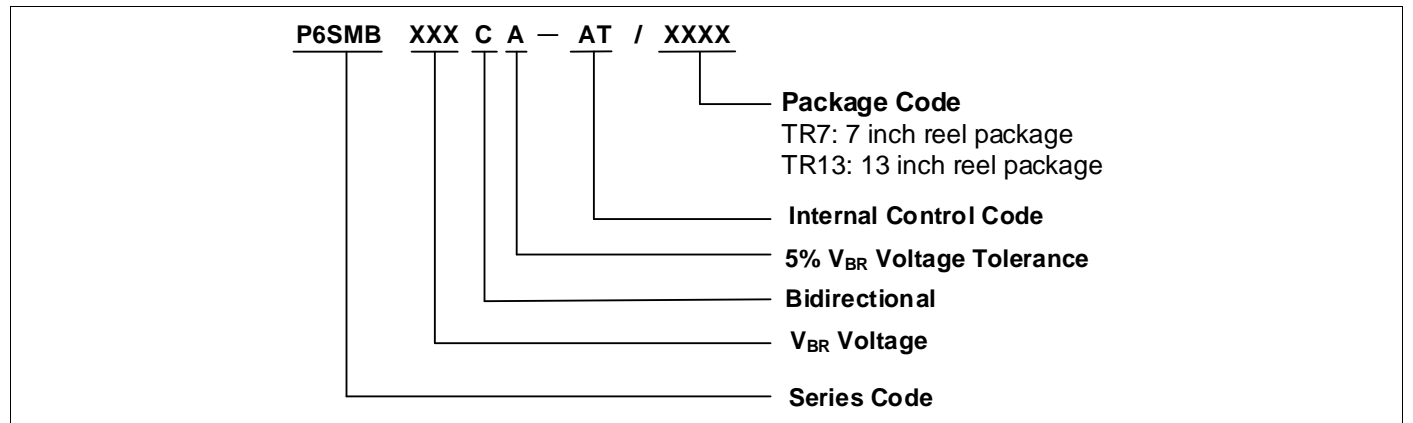 P6SMB XXX C A — AT / XXXX
Package Code
TR7: 7 inch reel package
TR13: 13 inch reel package
Internal Control Code
5% VBR Voltage Tolerance
Bidirectional
VBR Voltage
Series Code